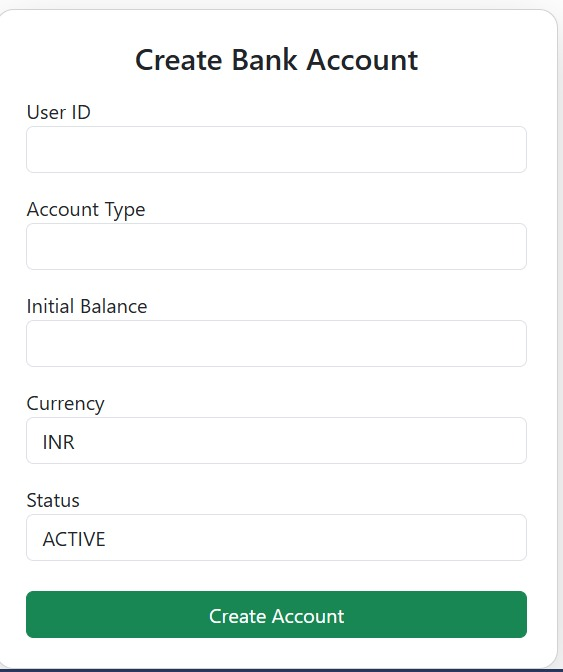 Create Bank Account
User ID
Account Type
Initial Balance
Currency
INR
Status
ACTIVE
Create Account